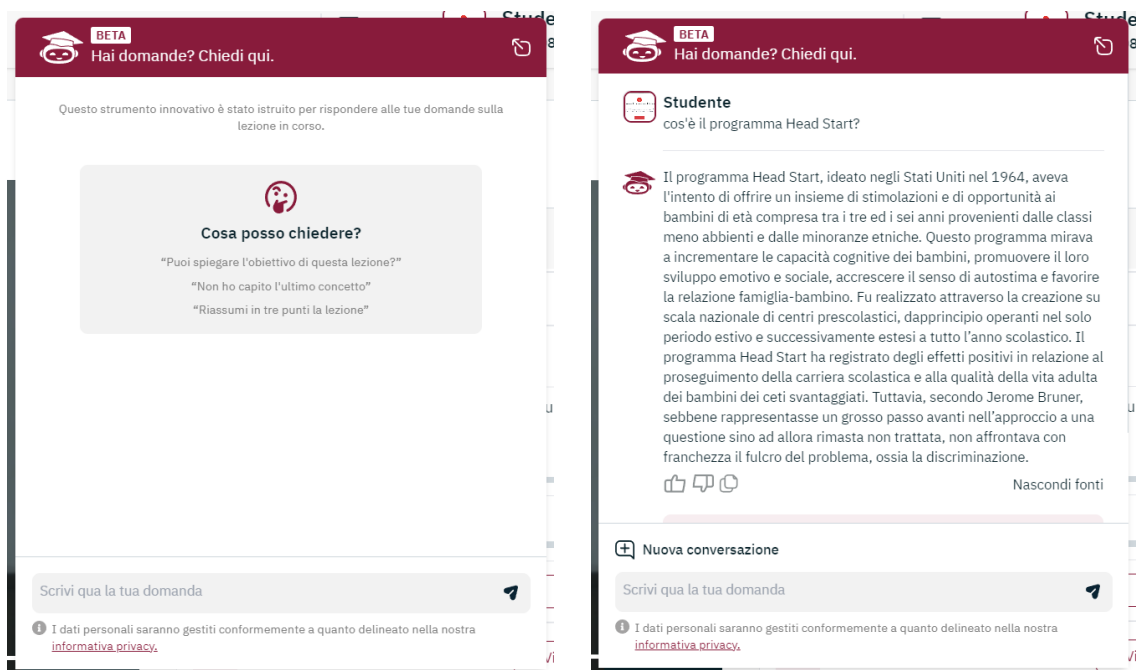 BETA
Hai domande? Chiedi qui.
Questo strumento innovativo è stato istruito per rispondere alle tue domande sulla
lezione in corso.
Cosa posso chiedere?
“Puoi spiegare l'obiettivo di questa lezione?”
“Non ho capito l'ultimo concetto”
“Riassumi in tre punti la lezione”
Scrivi qua la tua domanda
I dati personali saranno gestiti conformemente a quanto delineato nella nostra
informativa privacy.
BETA
Hai domande? Chiedi qui.
Studente
cos'è il programma Head Start?
Il programma Head Start, ideato negli Stati Uniti nel 1964, aveva
l'intento di offrire un insieme di stimolazioni e di opportunità ai
bambini di età compresa tra i tre ed i sei anni provenienti dalle classi
meno abbienti e dalle minoranze etniche. Questo programma mirava
a incrementare le capacità cognitive dei bambini, promuovere il loro
sviluppo emotivo e sociale, accrescere il senso di autostima e favorire
la relazione famiglia-bambino. Fu realizzato attraverso la creazione su
scala nazionale di centri prescolastici, dapprincipio operanti nel solo
periodo estivo e successivamente estesi a tutto l’anno scolastico. Il
programma Head Start ha registrato degli effetti positivi in relazione al
proseguimento della carriera scolastica e alla qualità della vita adulta
dei bambini dei ceti svantaggiati. Tuttavia, secondo Jerome Bruner,
sebbene rappresentasse un grosso passo avanti nell’approccio a una
questione sino ad allora rimasta non trattata, non affrontava con
franchezza il fulcro del problema, ossia la discriminazione.
Nascondi fonti
Nuova conversazione
Scrivi qua la tua domanda
I dati personali saranno gestiti conformemente a quanto delineato nella nostra
informativa privacy.